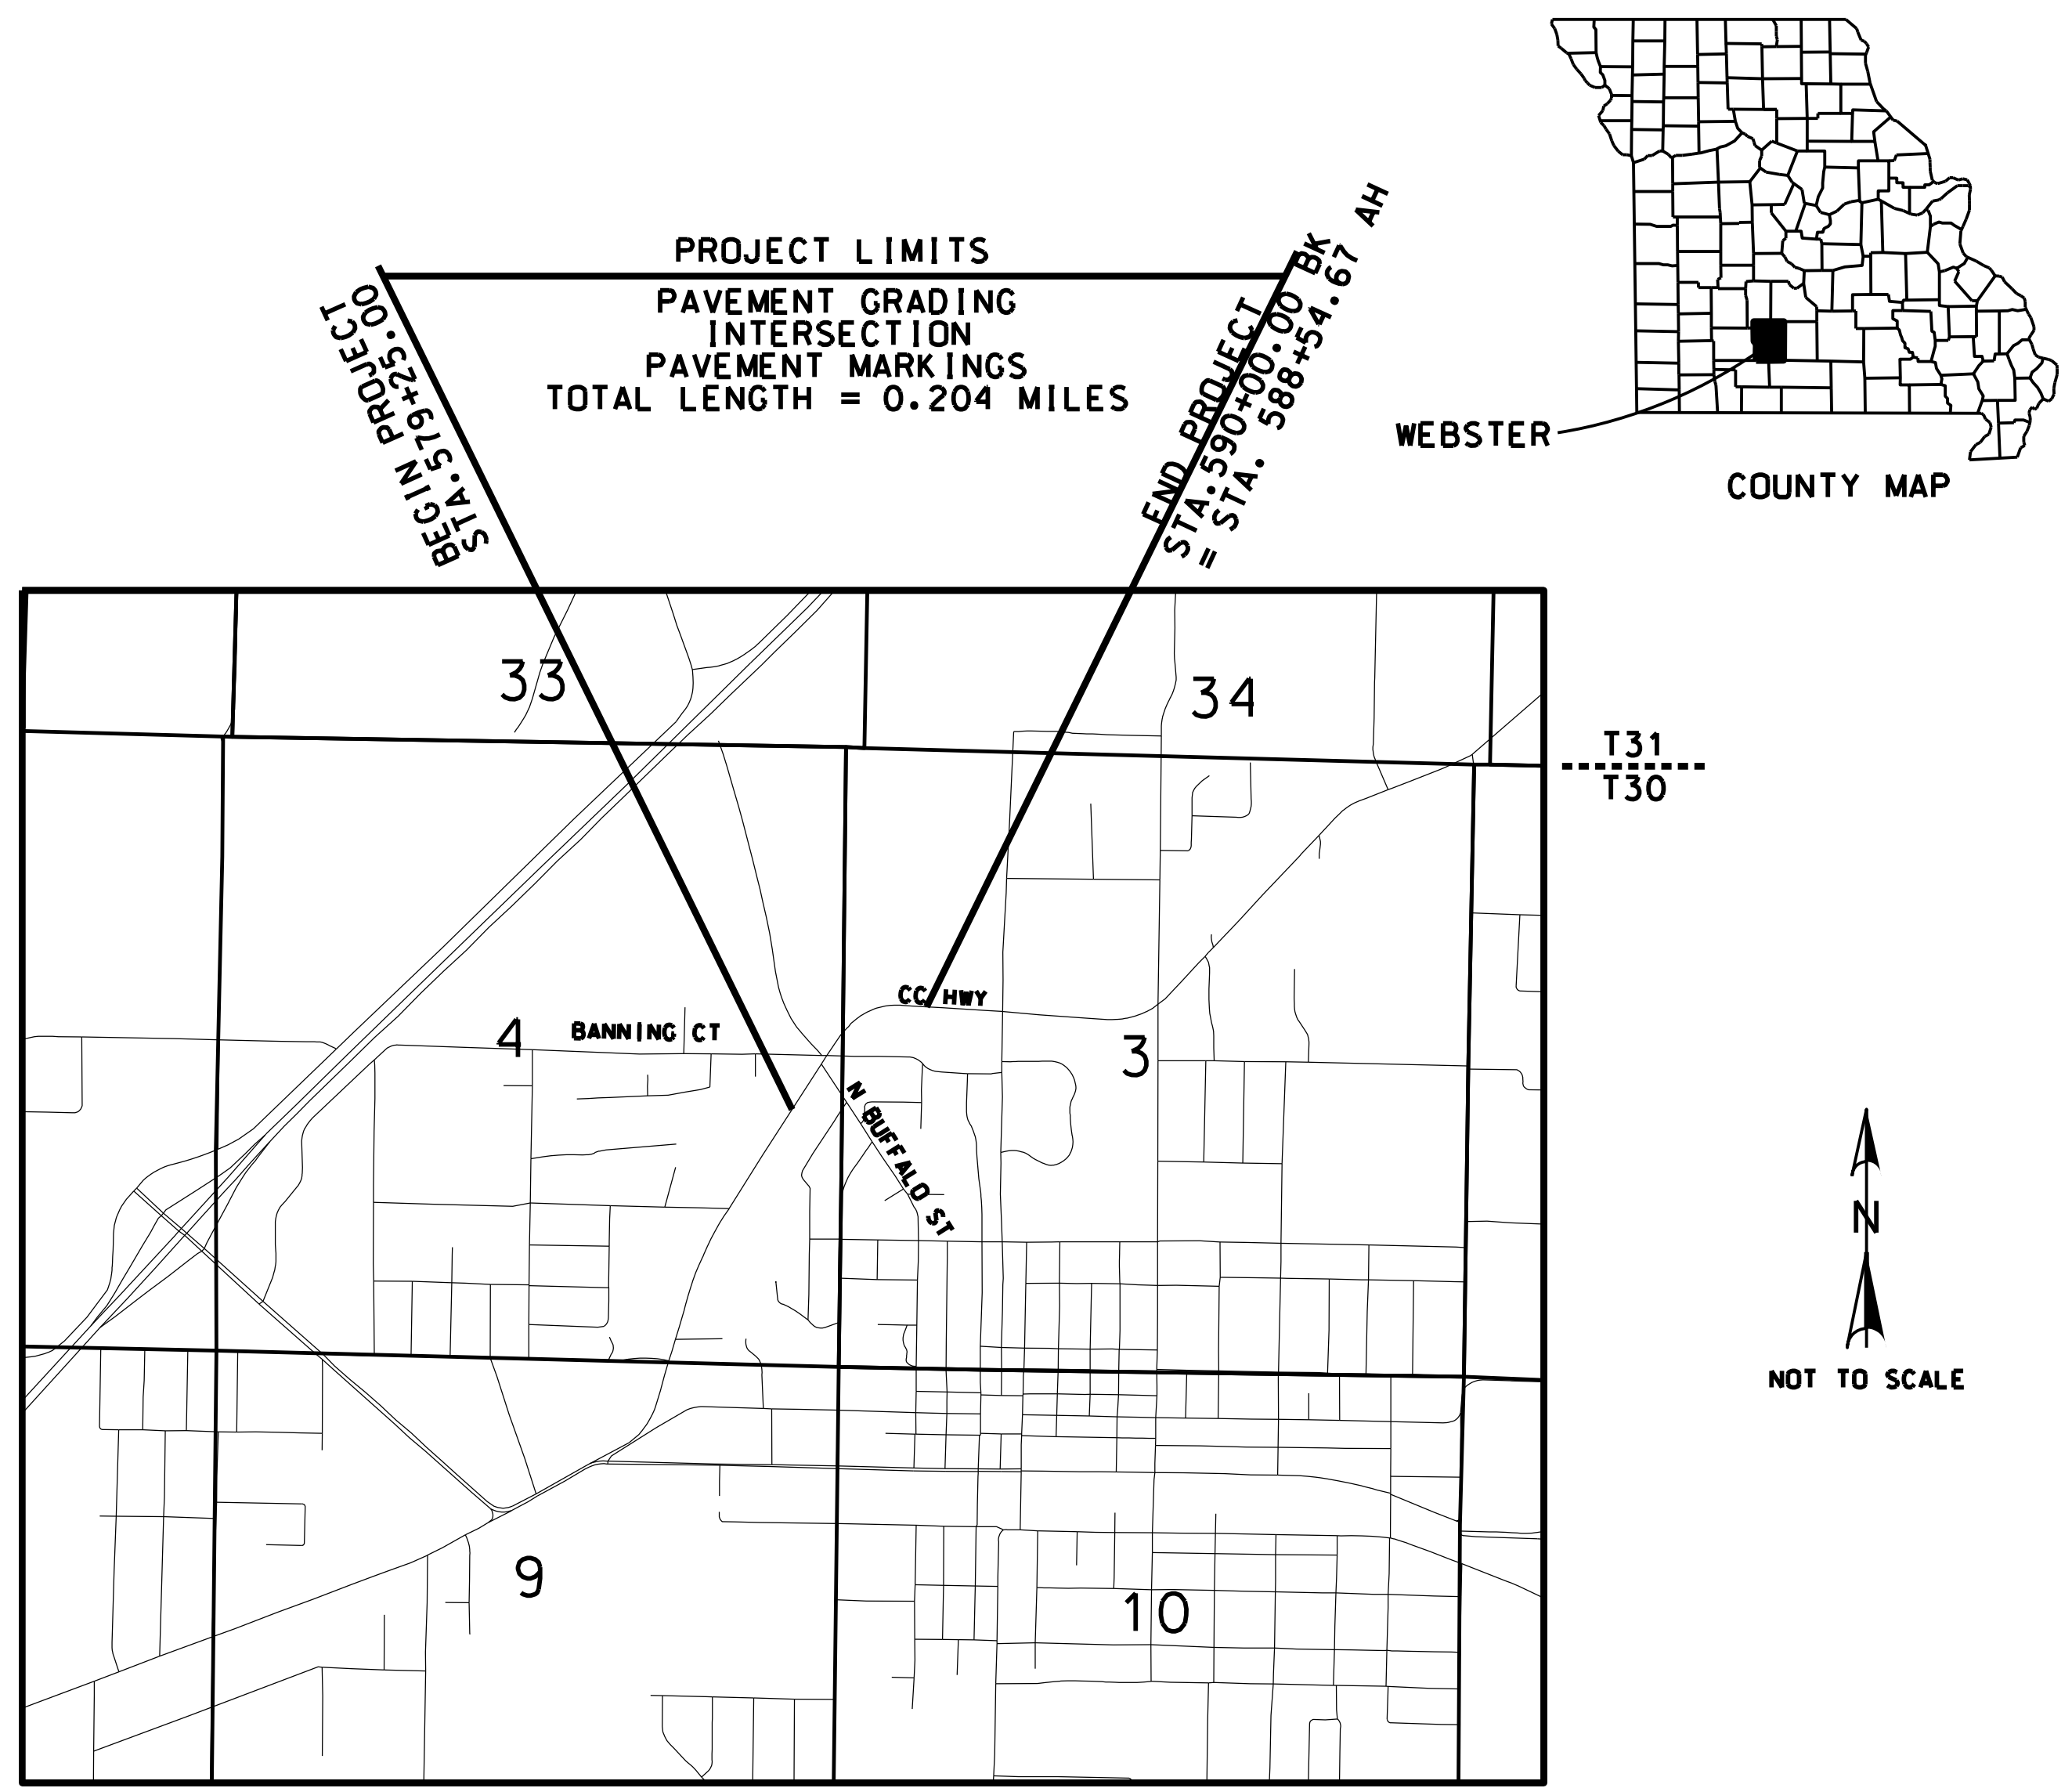 PROJECT LIMITS
PAVEMENT GRADING
INTERSECTION
PAVEMENT MARKINGS
TOTAL LENGTH = 0.204 MILES
BEGIN PROJECT
STA.579+25.00
END PROJECT
STA.590+00.00 BK
= STA. 588+54.67 AH
WEBSTER
COUNTY MAP
33
34
T31
T30
CC HWY
4
BANNING CT
3
N BUFFALO ST
N
NOT TO SCALE
9
10